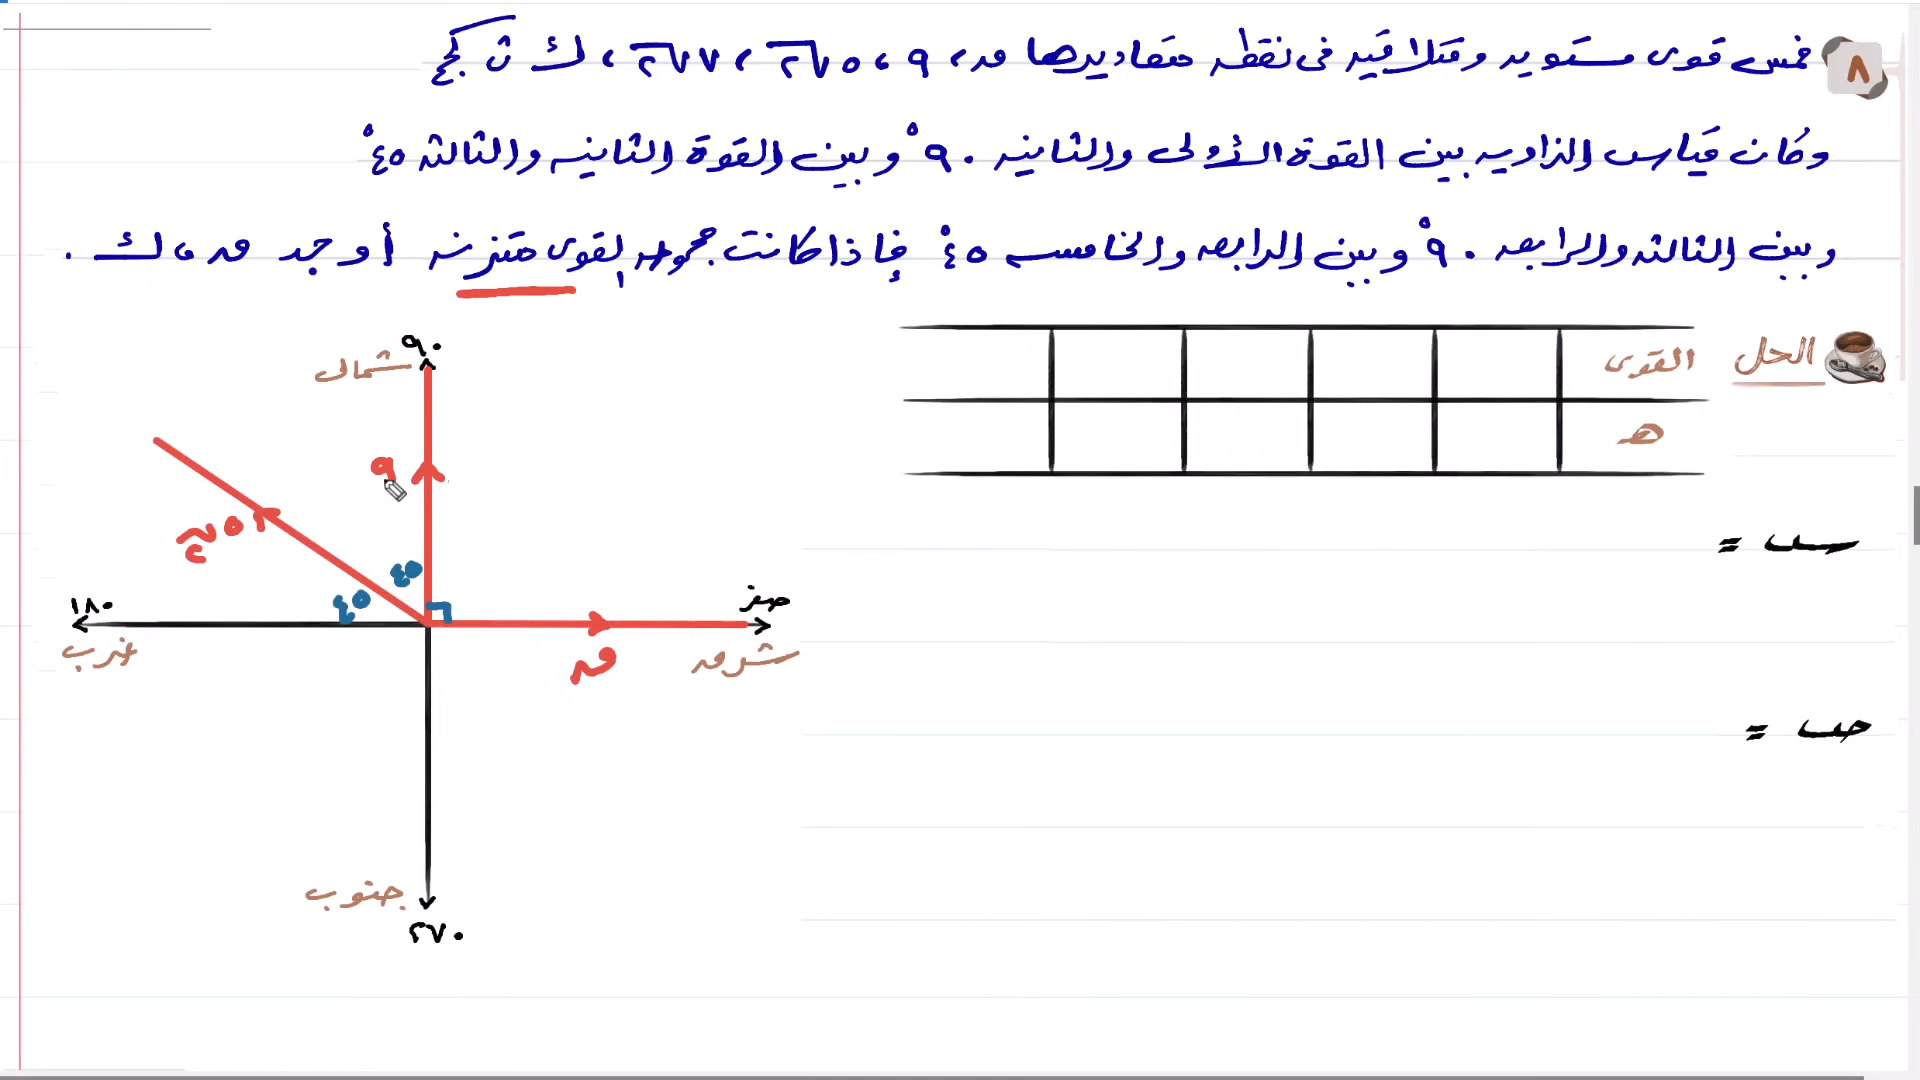 ٨ خمس قوى مستوية ومتلاقية فى نقطة مقاديرها ق، ٩، ٥√٢، ٧√٢، ك ث كجم
وكان قياس الزاوية بين القوة الأولى والثانية ٩٠° وبين القوة الثانية والثالثة ٤٥°
وبين الثالثة والرابعة ٩٠° وبين الرابعة والخامسة ٤٥° فإذا كانت مجموعة القوى متزنة أوجد ق، ك .
الحل
القوى
هـ
س =
ص =
٩٠
شمال
٩
٥√٢
٤٥
٤٥
١٨٠
غرب
صفر
شرق
ق
جنوب
٢٧٠